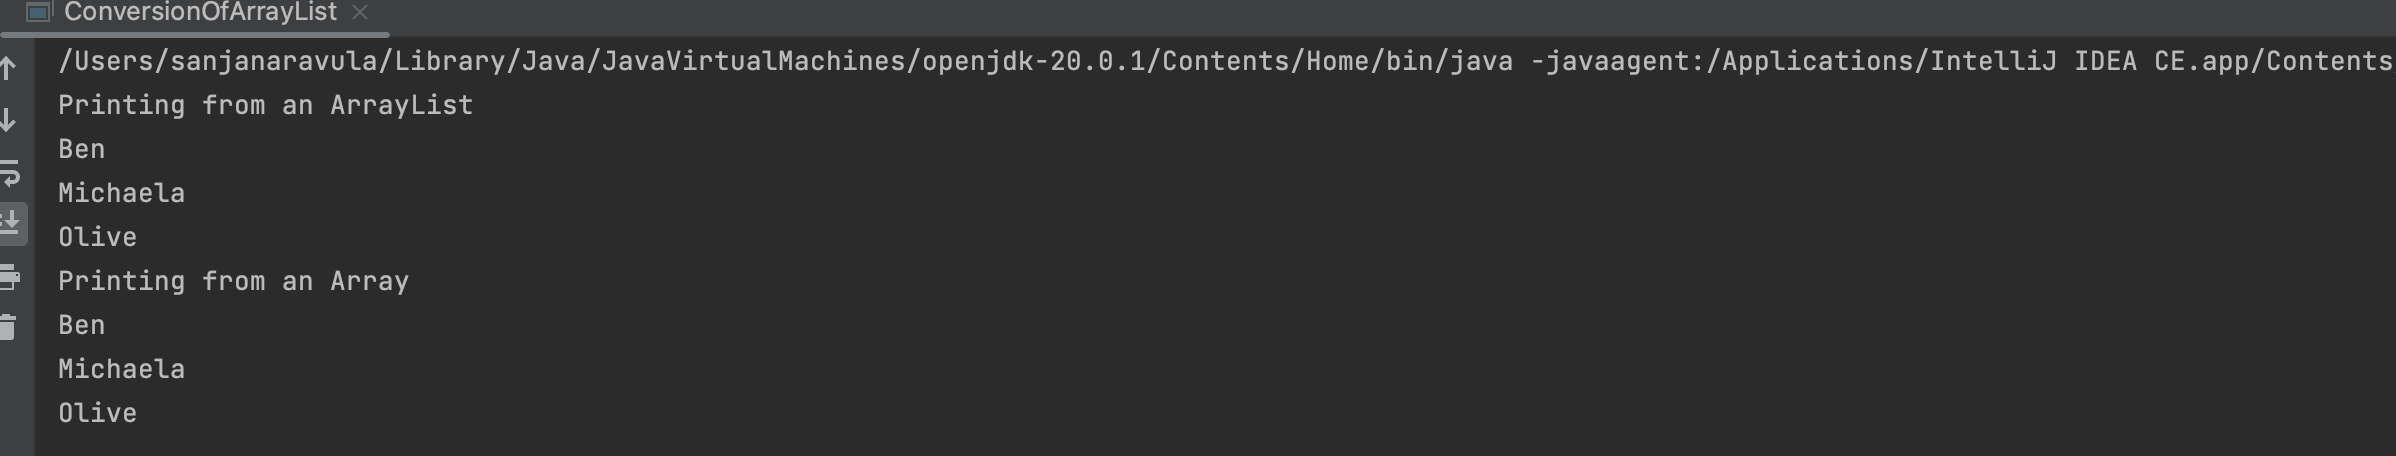 ConversionOfArrayList
/Users/sanjanaravula/Library/Java/JavaVirtualMachines/openjdk-20.0.1/Contents/Home/bin/java -javaagent:/Applications/IntelliJ IDEA CE.app/Contents
Printing from an ArrayList
Ben
Michaela
Olive
Printing from an Array
Ben
Michaela
Olive